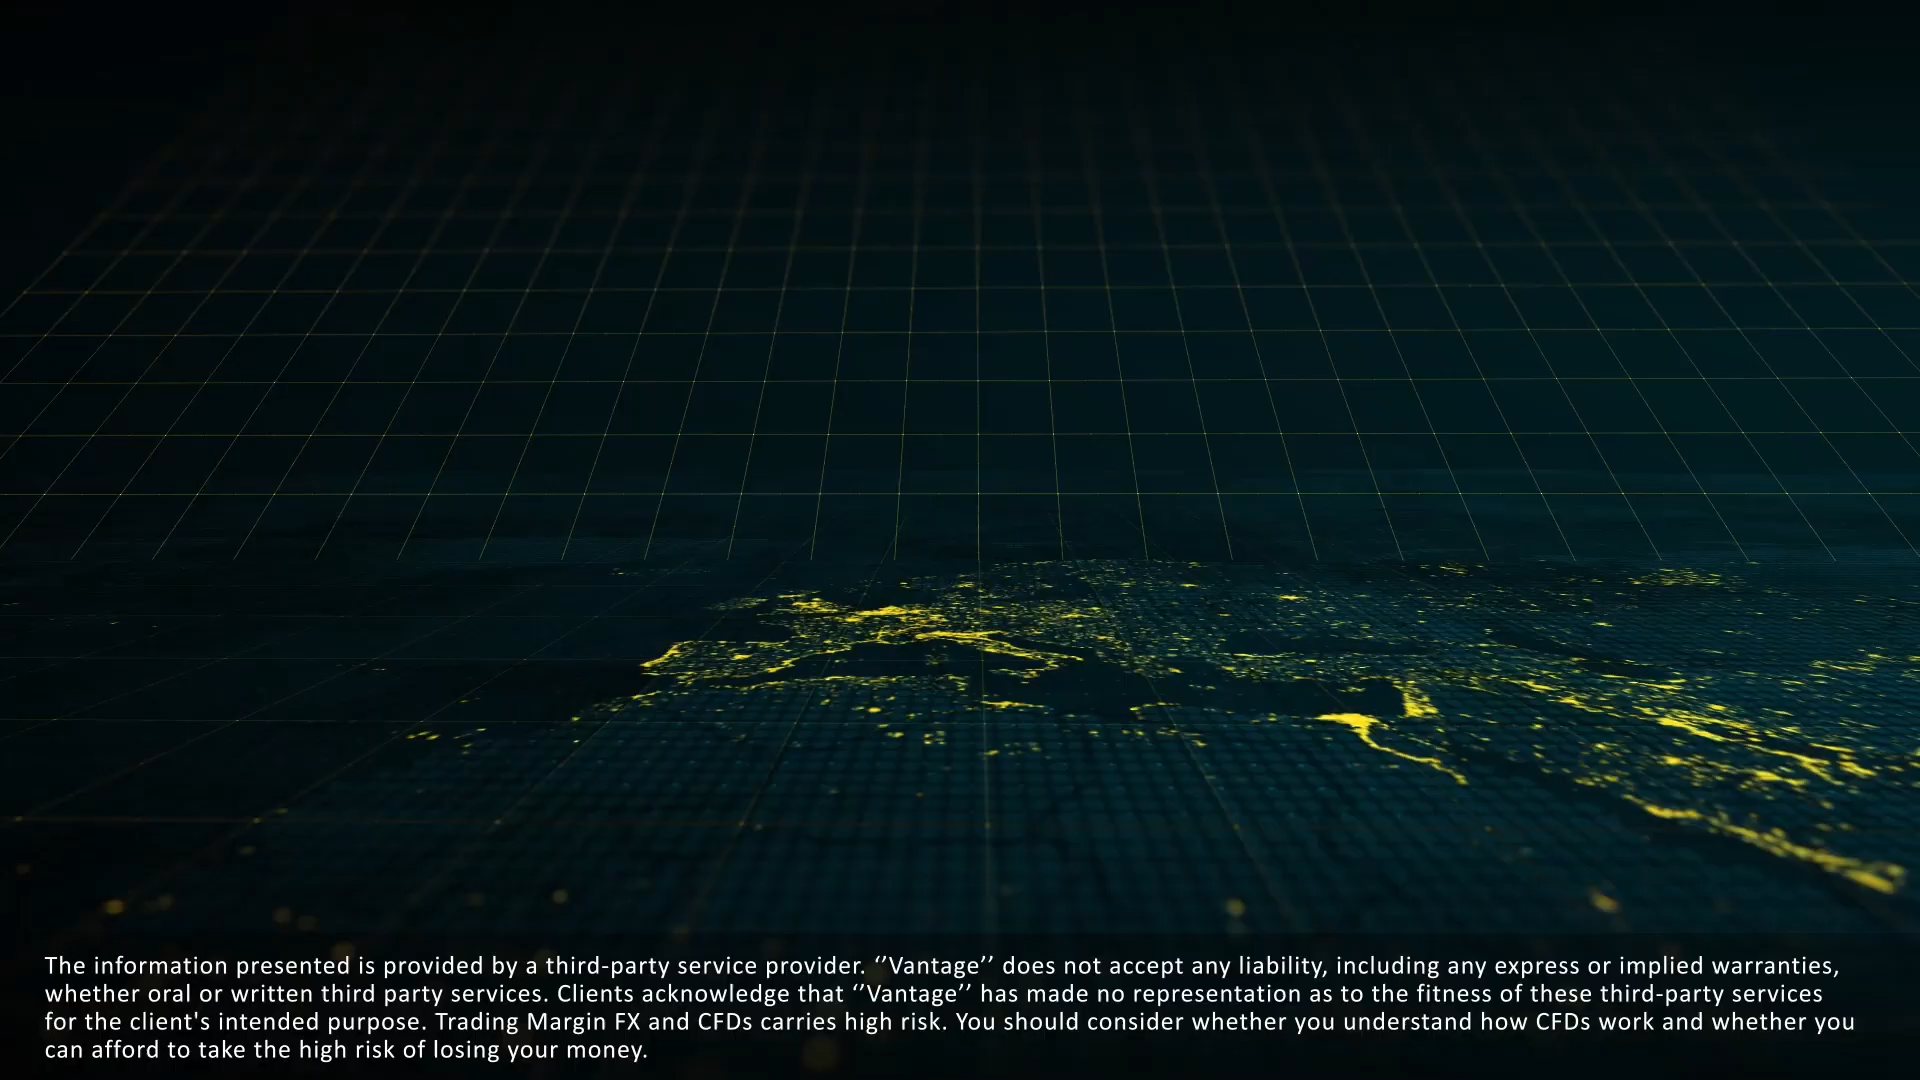 The information presented is provided by a third-party service provider. ‘’Vantage’’ does not accept any liability, including any express or implied warranties,
whether oral or written third party services. Clients acknowledge that ‘’Vantage’’ has made no representation as to the fitness of these third-party services
for the client's intended purpose. Trading Margin FX and CFDs carries high risk. You should consider whether you understand how CFDs work and whether you
can afford to take the high risk of losing your money.